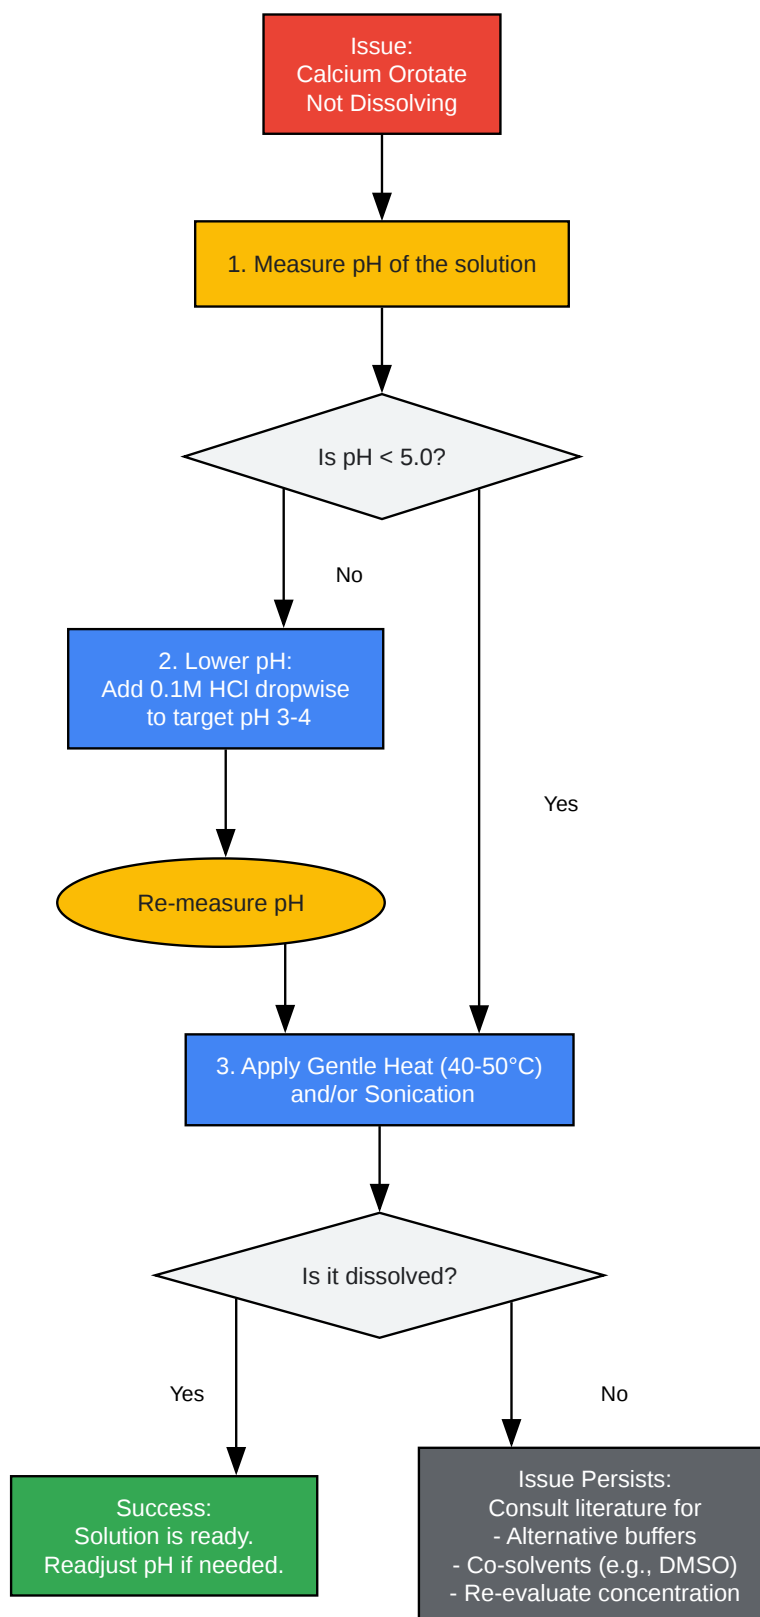 Issue:
Calcium Orotate
Not Dissolving
1. Measure pH of the solution
Is pH < 5.0?
No
2. Lower pH:
Add 0.1M HCl dropwise
to target pH 3-4
Yes
Re-measure pH
3. Apply Gentle Heat (40-50°C)
and/or Sonication
Is it dissolved?
Yes
No
Success:
Solution is ready.
Readjust pH if needed.
Issue Persists:
Consult literature for
- Alternative buffers
- Co-solvents (e.g., DMSO)
- Re-evaluate concentration